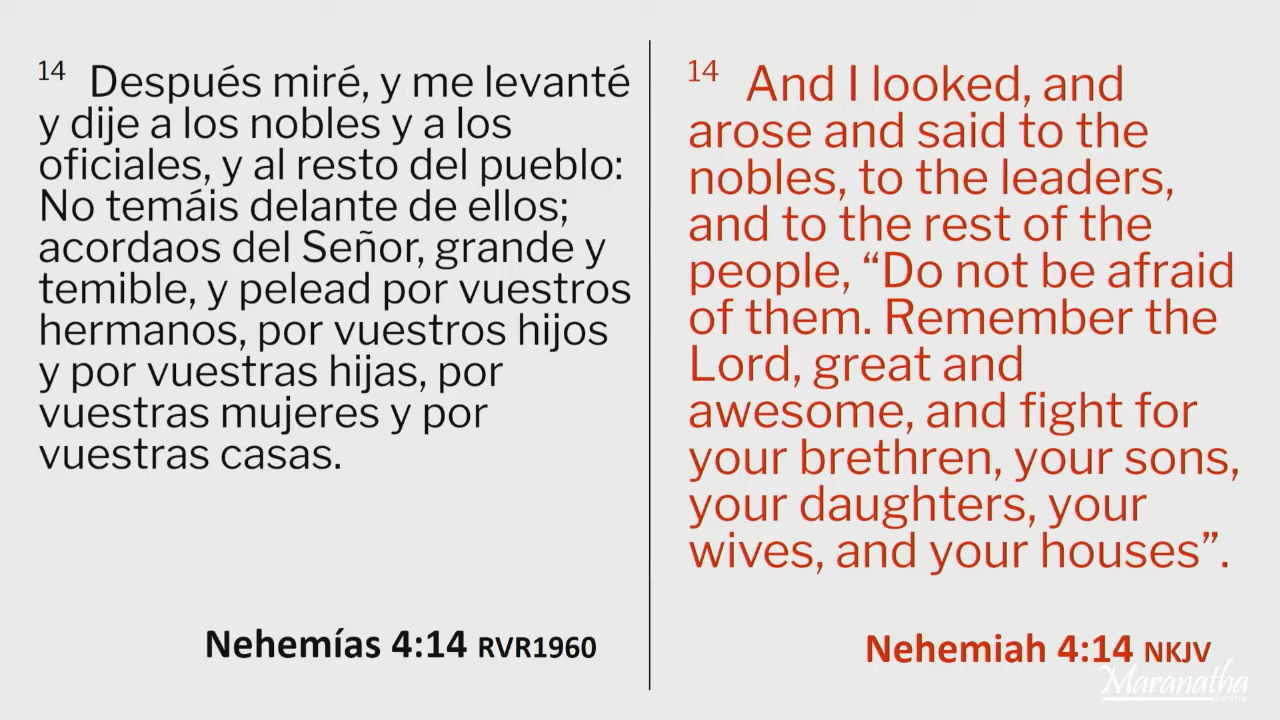 14 Después miré, y me levanté
y dije a los nobles y a los
oficiales, y al resto del pueblo:
No temáis delante de ellos;
acordaos del Señor, grande y
temible, y pelead por vuestros
hermanos, por vuestros hijos
y por vuestras hijas, por
vuestras mujeres y por
vuestras casas.
Nehemías 4:14 RVR1960
14 And I looked, and
arose and said to the
nobles, to the leaders,
and to the rest of the
people, “Do not be afraid
of them. Remember the
Lord, great and
awesome, and fight for
your brethren, your sons,
your daughters, your
wives, and your houses”.
Nehemiah 4:14 NKJV
Maranatha